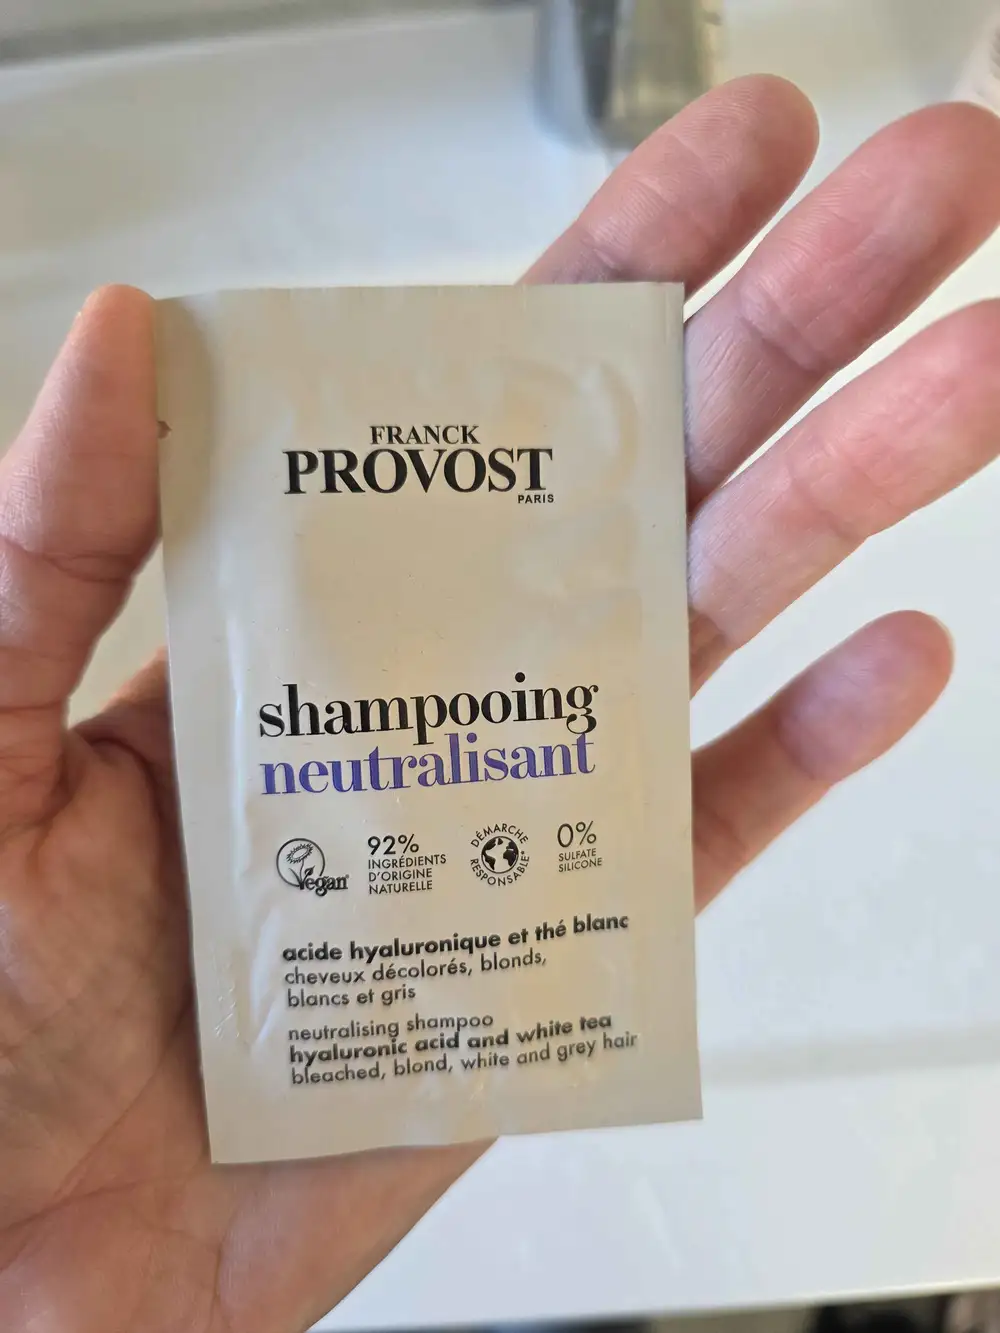 FRANCK
PROVOST
PARIS
shampooing
neutralisant
Vegan
92%
INGRÉDIENTS
D'ORIGINE
NATURELLE
DÉMARCHE
RESPONSABLE*
0%
SULFATE
SILICONE
acide hyaluronique et thé blanc
cheveux décolorés, blonds,
blancs et gris
neutralising shampoo
hyaluronic acid and white tea
bleached, blond, white and grey hair